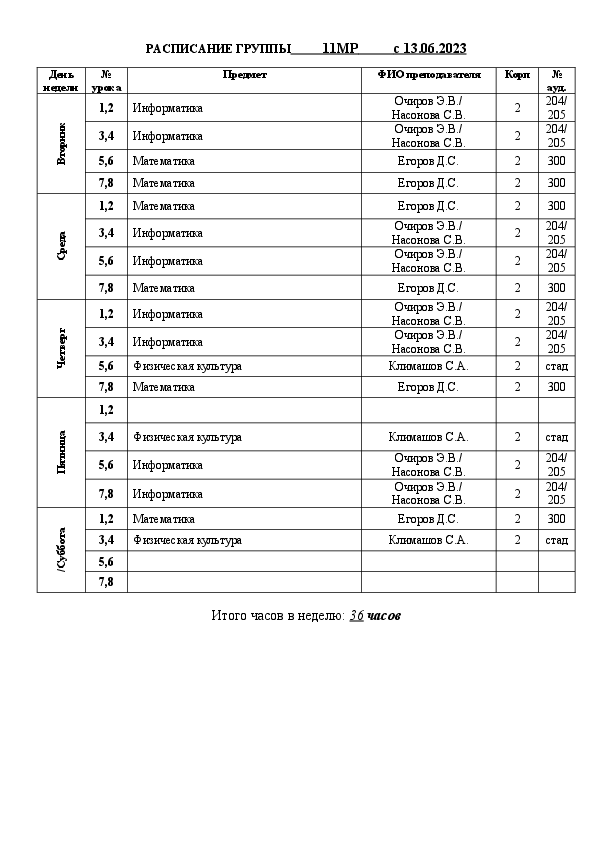 РАСПИСАНИЕ ГРУППЫ 11МР с 13.06.2023
День недели № урока Предмет ФИО преподавателя Корп № ауд.
Вторник
1,2 Информатика Очиров Э.В./ Насонова С.В. 2 204/ 205
3,4 Информатика Очиров Э.В./ Насонова С.В. 2 204/ 205
5,6 Математика Егоров Д.С. 2 300
7,8 Математика Егоров Д.С. 2 300
Среда
1,2 Математика Егоров Д.С. 2 300
3,4 Информатика Очиров Э.В./ Насонова С.В. 2 204/ 205
5,6 Информатика Очиров Э.В./ Насонова С.В. 2 204/ 205
7,8 Математика Егоров Д.С. 2 300
Четверг
1,2 Информатика Очиров Э.В./ Насонова С.В. 2 204/ 205
3,4 Информатика Очиров Э.В./ Насонова С.В. 2 204/ 205
5,6 Физическая культура Климашов С.А. 2 стад
7,8 Математика Егоров Д.С. 2 300
Пятница
1,2
3,4 Физическая культура Климашов С.А. 2 стад
5,6 Информатика Очиров Э.В./ Насонова С.В. 2 204/ 205
7,8 Информатика Очиров Э.В./ Насонова С.В. 2 204/ 205
/Суббота
1,2 Математика Егоров Д.С. 2 300
3,4 Физическая культура Климашов С.А. 2 стад
5,6
7,8
Итого часов в неделю: 36 часов